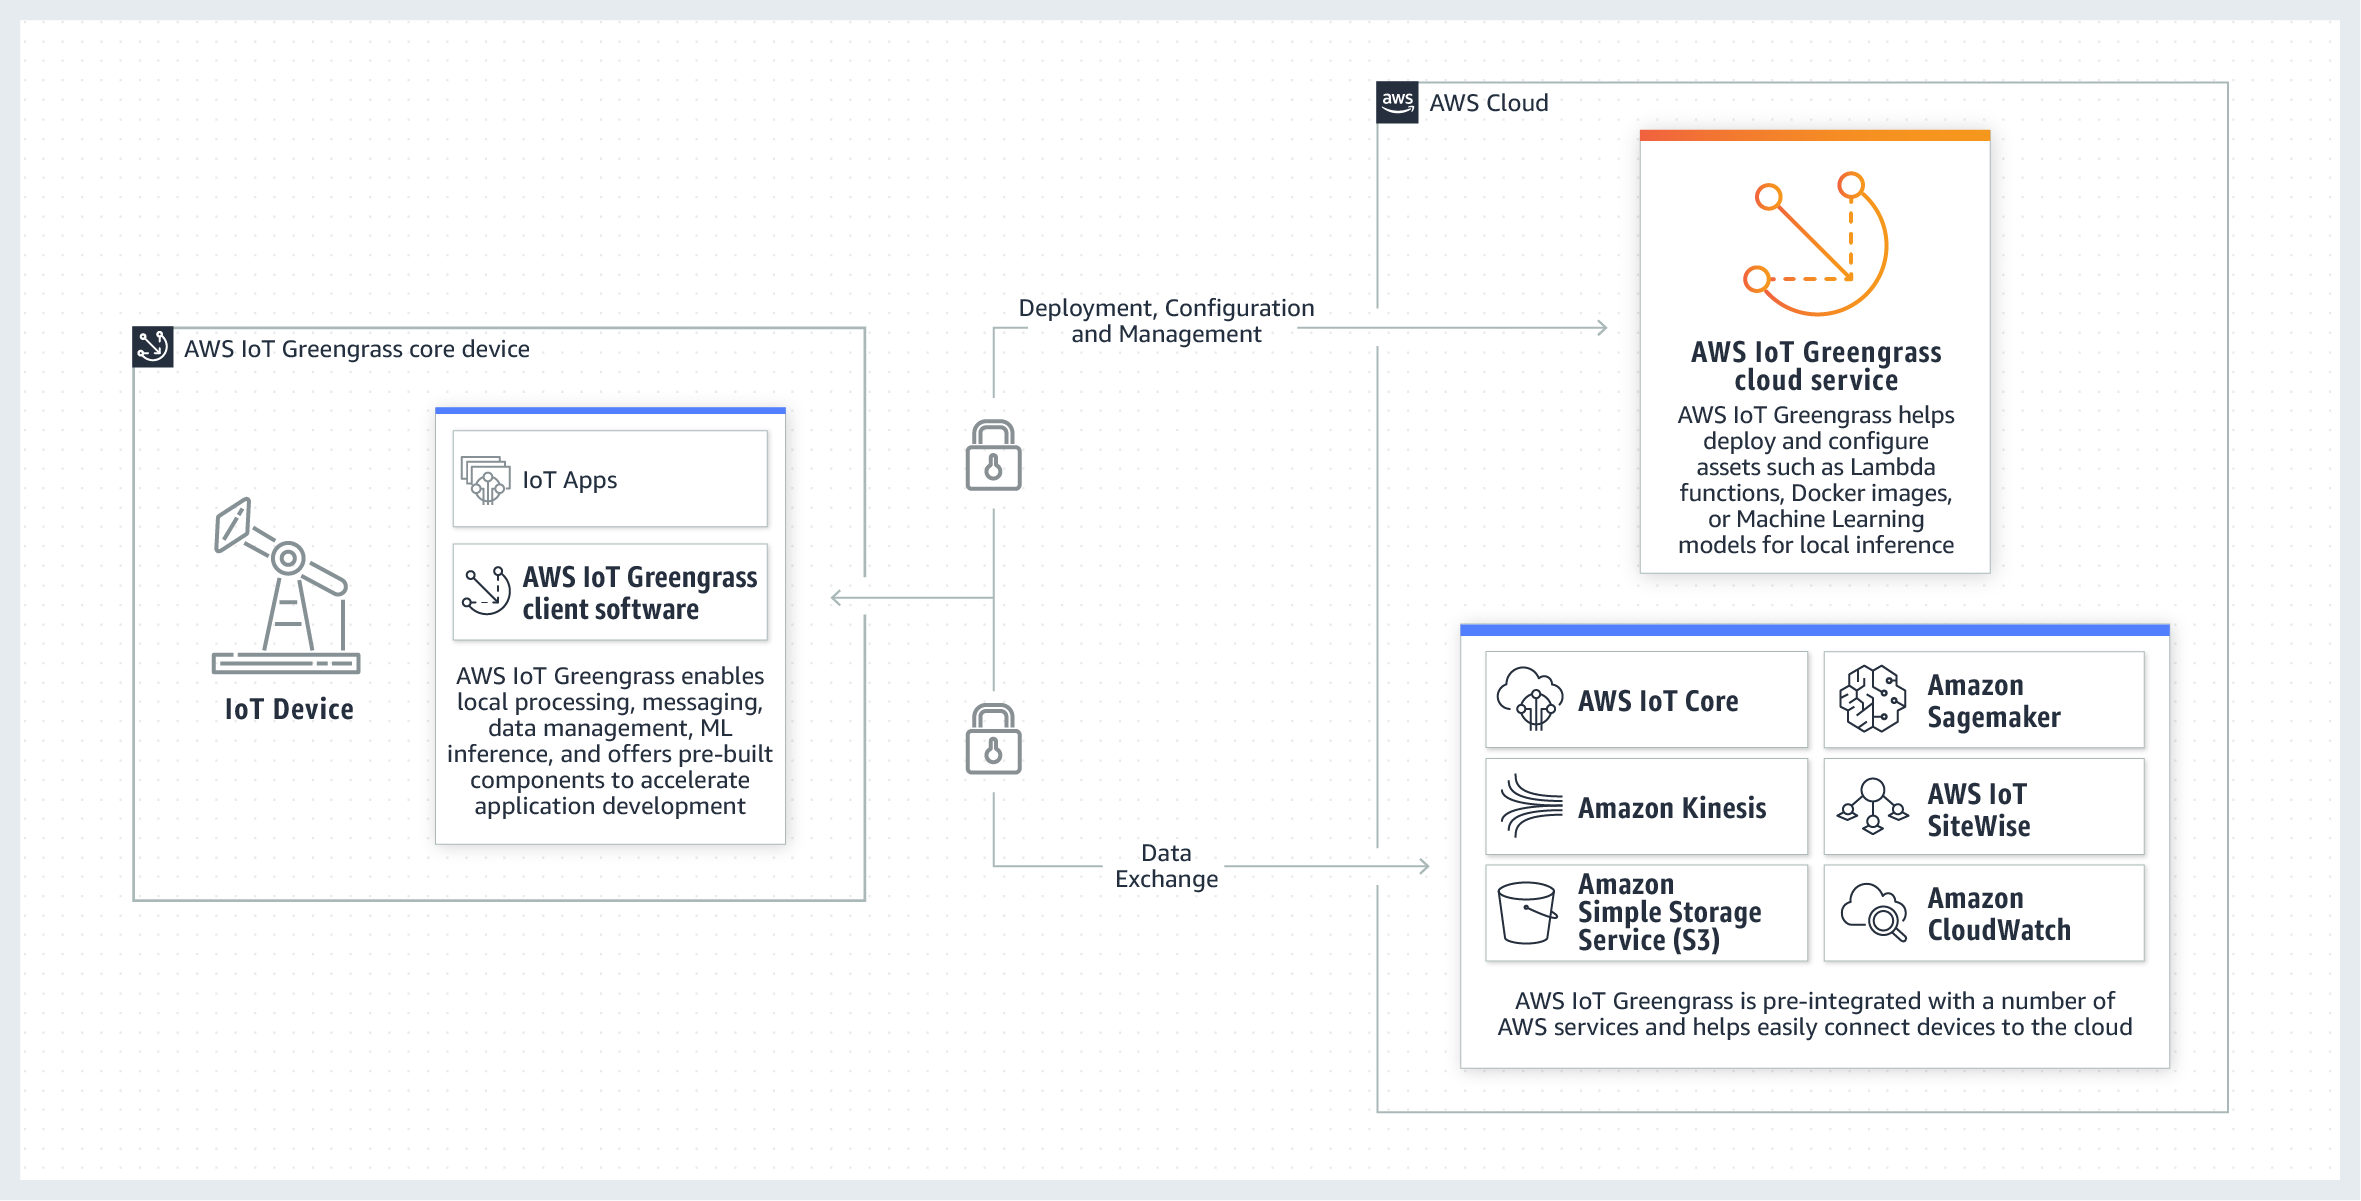 aws
AWS Cloud
AWS IoT Greengrass
cloud service
AWS IoT Greengrass helps
deploy and configure
assets such as Lambda
functions, Docker images,
or Machine Learning
models for local inference
Deployment, Configuration
and Management
AWS IoT Greengrass core device
IoT Device
IoT Apps
AWS IoT Greengrass
client software
AWS IoT Greengrass enables
local processing, messaging,
data management, ML
inference, and offers pre-built
components to accelerate
application development
Data
Exchange
AWS IoT Core
Amazon
Sagemaker
Amazon Kinesis
AWS IoT
SiteWise
Amazon
Simple Storage
Service (S3)
Amazon
CloudWatch
AWS IoT Greengrass is pre-integrated with a number of
AWS services and helps easily connect devices to the cloud